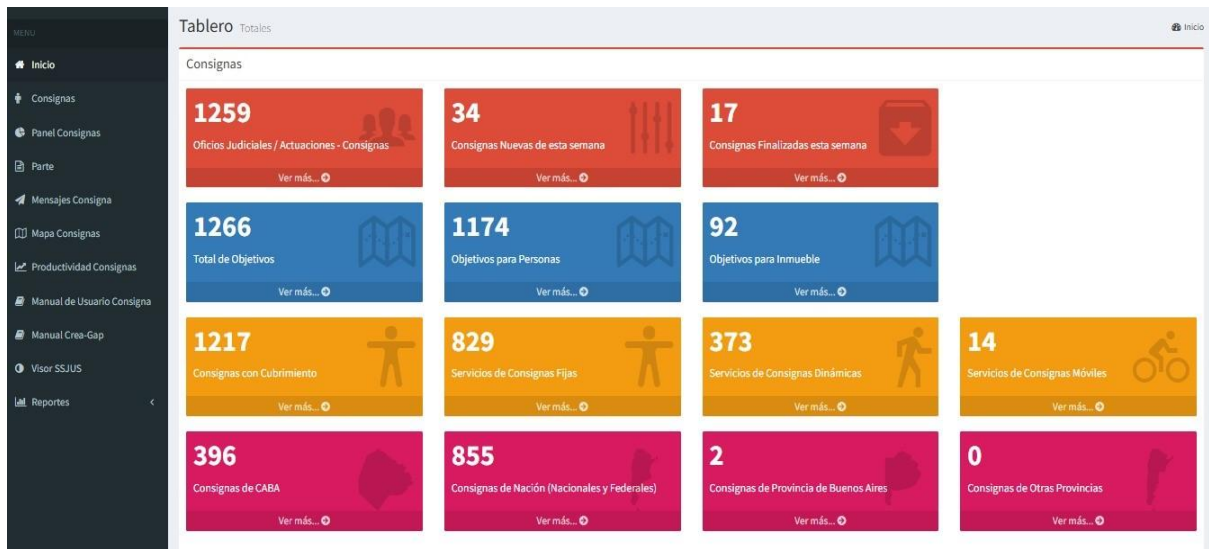 MENU
Inicio
Consignas
Panel Consignas
Parte
Mensajes Consigna
Mapa Consignas
Productividad Consignas
Manual de Usuario Consigna
Manual Crea-Gap
Visor SSJUS
Reportes
Tablero Totales
Inicio
Consignas
1259
Oficios Judiciales / Actuaciones - Consignas
Ver más...
34
Consignas Nuevas de esta semana
Ver más...
17
Consignas Finalizadas esta semana
Ver más...
1266
Total de Objetivos
Ver más...
1174
Objetivos para Personas
Ver más...
92
Objetivos para Inmueble
Ver más...
1217
Consignas con Cubrimiento
Ver más...
829
Servicios de Consignas Fijas
Ver más...
373
Servicios de Consignas Dinámicas
Ver más...
14
Servicios de Consignas Móviles
Ver más...
396
Consignas de CABA
Ver más...
855
Consignas de Nación (Nacionales y Federales)
Ver más...
2
Consignas de Provincia de Buenos Aires
Ver más...
0
Consignas de Otras Provincias
Ver más...